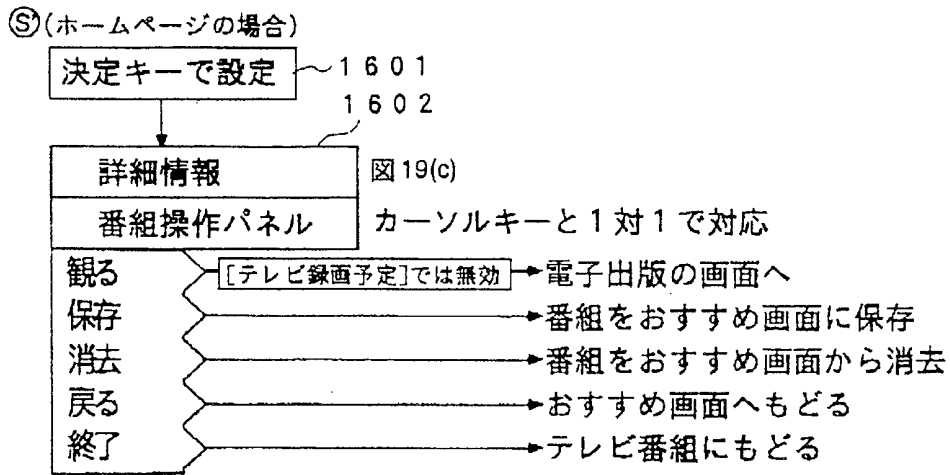 Ⓢ'(ホームページの場合)
決定キーで設定 1601
1602
詳細情報 図19(c)
番組操作パネル カーソルキーと1対1で対応
観る [テレビ録画予定]では無効 電子出版の画面へ
保存 番組をおすすめ画面に保存
消去 番組をおすすめ画面から消去
戻る おすすめ画面へもどる
終了 テレビ番組にもどる